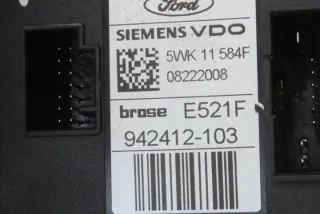 Ford
SIEMENS VDO
5WK 11 584F
08222008
brose E521F
942412-103